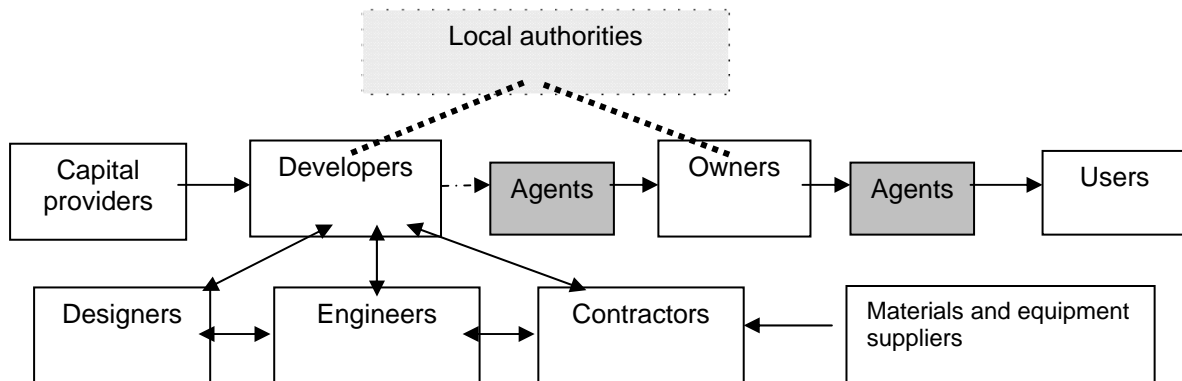 Local authorities
Capital
providers
Developers
Agents
Owners
Agents
Users
Designers
Engineers
Contractors
Materials and equipment
suppliers